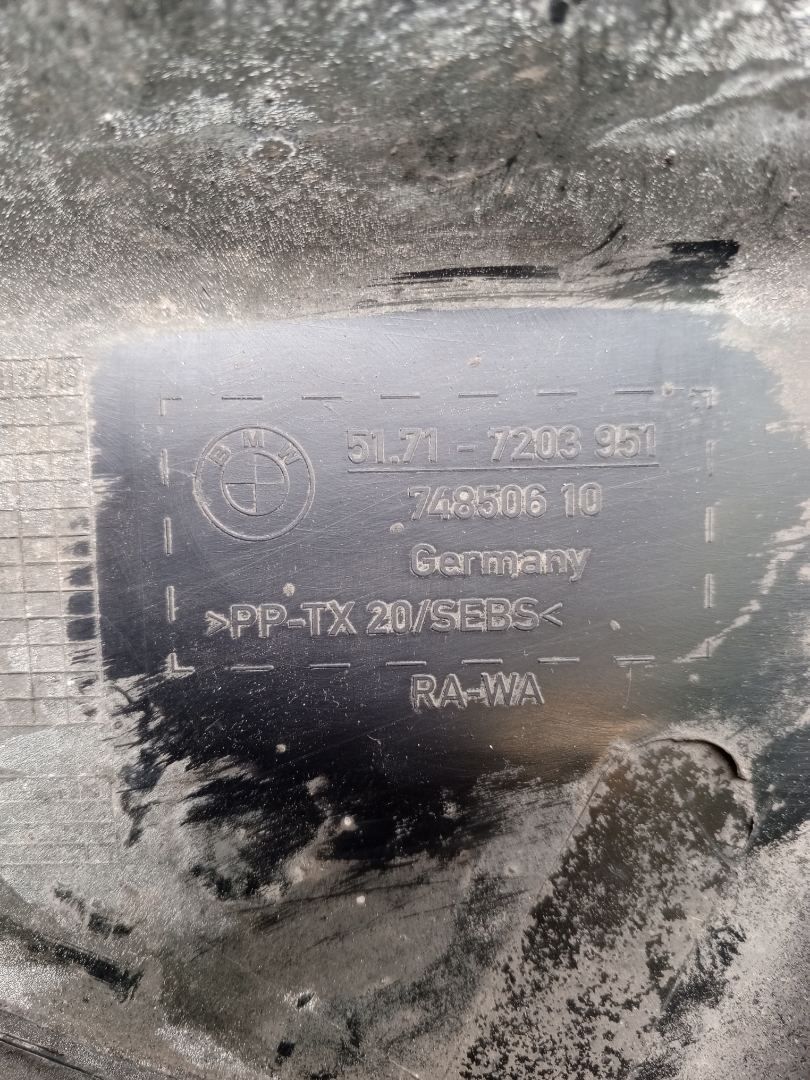 BMW
51.71 - 7203 951
748506 10
Germany
>PP-TX 20/SEBS<
RA-WA